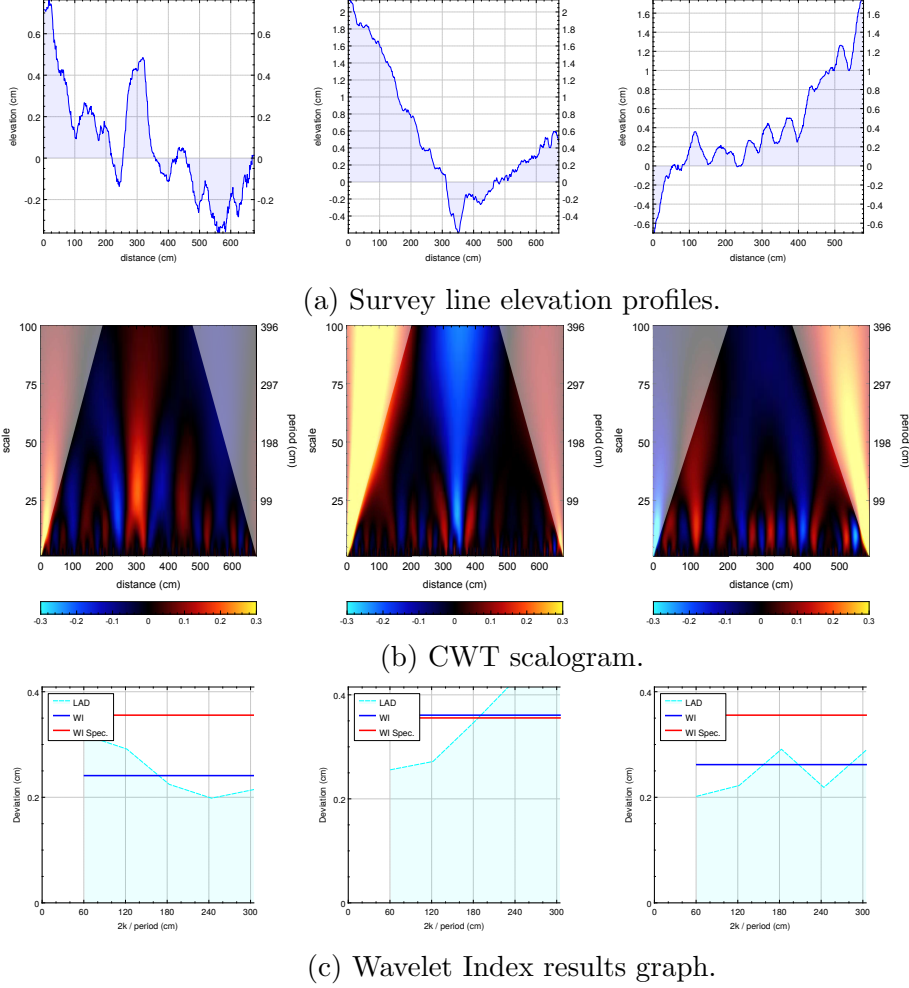 0.6
0.4
0.2
0
-0.2
elevation (cm)
0.6
0.4
0.2
0
-0.2
0 100 200 300 400 500 600
distance (cm)
2
1.8
1.6
1.4
1.2
1
0.8
0.6
0.4
0.2
0
-0.2
-0.4
elevation (cm)
2
1.8
1.6
1.4
1.2
1
0.8
0.6
0.4
0.2
0
-0.2
-0.4
0 100 200 300 400 500 600
distance (cm)
1.6
1.4
1.2
1
0.8
0.6
0.4
0.2
0
-0.2
-0.4
-0.6
elevation (cm)
1.6
1.4
1.2
1
0.8
0.6
0.4
0.2
0
-0.2
-0.4
-0.6
0 100 200 300 400 500
distance (cm)
(a) Survey line elevation profiles.
100
75
50
25
scale
396
297
198
99
period (cm)
0 100 200 300 400 500 600
distance (cm)
-0.3 -0.2 -0.1 0 0.1 0.2 0.3
100
75
50
25
scale
396
297
198
99
period (cm)
0 100 200 300 400 500 600
distance (cm)
-0.3 -0.2 -0.1 0 0.1 0.2 0.3
100
75
50
25
scale
396
297
198
99
period (cm)
0 100 200 300 400 500
distance (cm)
-0.3 -0.2 -0.1 0 0.1 0.2 0.3
(b) CWT scalogram.
0.4
0.2
0
Deviation (cm)
LAD
WI
WI Spec.
0 60 120 180 240 300
2k / period (cm)
0.4
0.2
0
Deviation (cm)
LAD
WI
WI Spec.
0 60 120 180 240 300
2k / period (cm)
0.4
0.2
0
Deviation (cm)
LAD
WI
WI Spec.
0 60 120 180 240 300
2k / period (cm)
(c) Wavelet Index results graph.